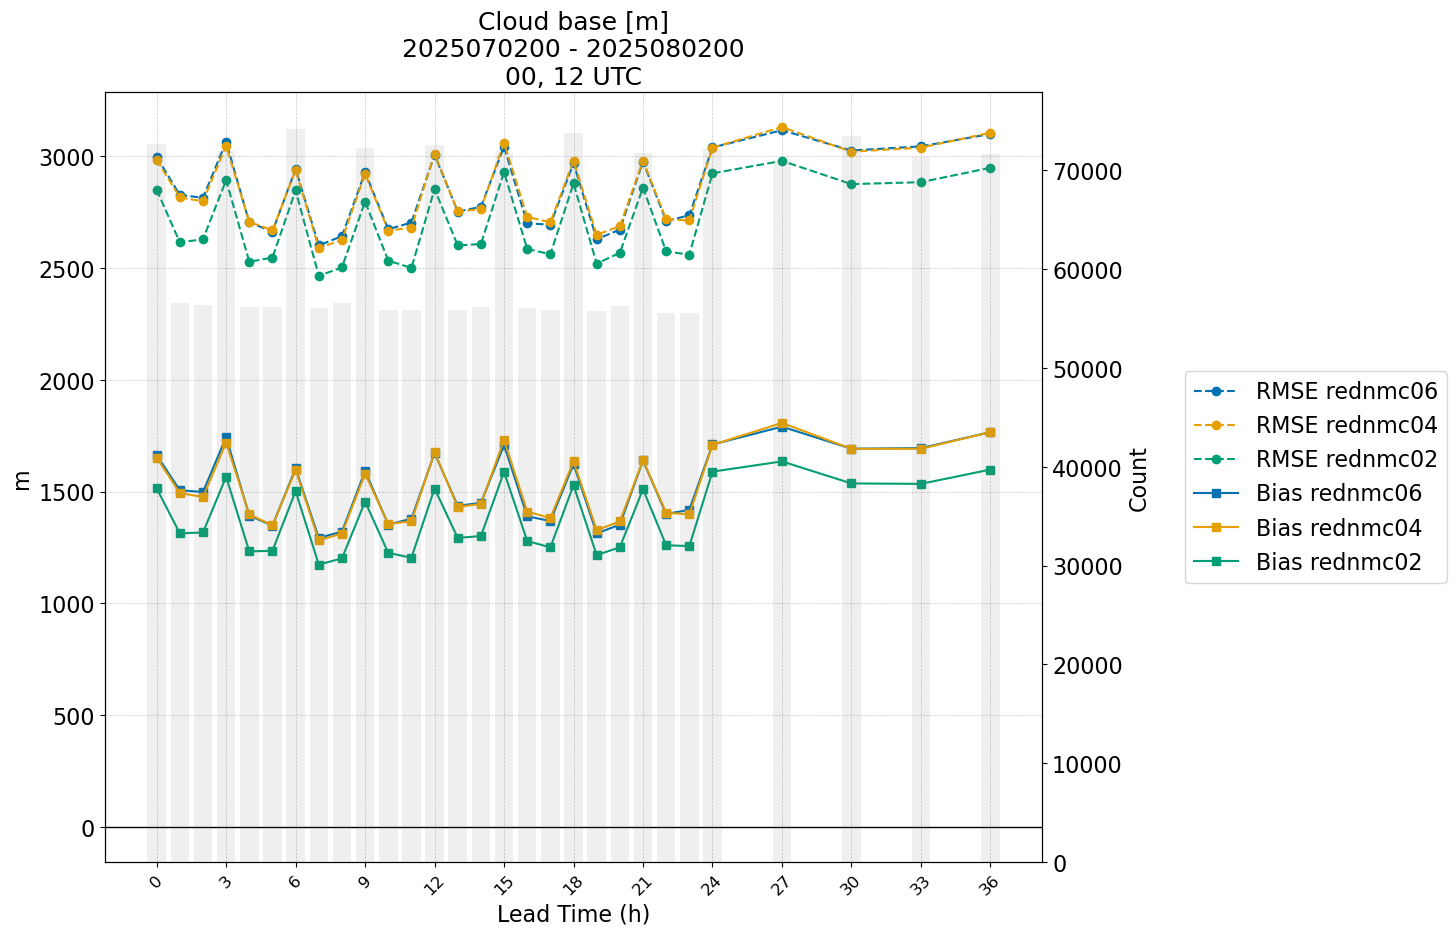 Cloud base [m]
2025070200 - 2025080200
00, 12 UTC
3000
2500
2000
1500
1000
500
0
m
70000
60000
50000
40000
30000
20000
10000
0
Count
0 3 6 9 12 15 18 21 24 27 30 33 36
Lead Time (h)
RMSE rednmc06
RMSE rednmc04
RMSE rednmc02
Bias rednmc06
Bias rednmc04
Bias rednmc02